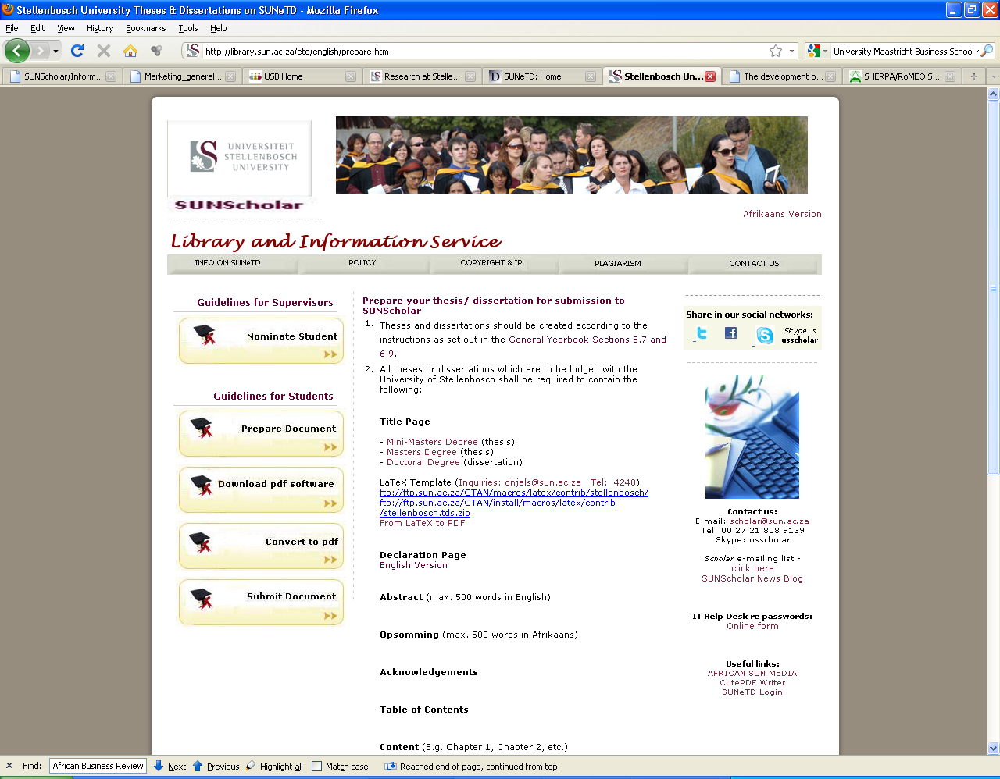 Stellenbosch University Theses & Dissertations on SUNeTD - Mozilla Firefox
File Edit View History Bookmarks Tools Help
http://library.sun.ac.za/etd/english/prepare.htm
University Maastricht Business School r
SUNScholar/Inform...
Marketing_general...
USB Home
Research at Stelle...
SUNeTD: Home
Stellenbosch Un...
The development o...
SHERPA/RoMEO S...
UNIVERSITEIT
STELLENBOSCH
UNIVERSITY
SUNScholar
Afrikaans Version
Library and Information Service
INFO ON SUNeTD
POLICY
COPYRIGHT & IP
PLAGIARISM
CONTACT US
Guidelines for Supervisors
Nominate Student
Guidelines for Students
Prepare Document
Download pdf software
Convert to pdf
Submit Document
Prepare your thesis/ dissertation for submission to
SUNScholar
1. Theses and dissertations should be created according to the
instructions as set out in the General Yearbook Sections 5.7 and
6.9.
2. All theses or dissertations which are to be lodged with the
University of Stellenbosch shall be required to contain the
following:
Title Page
- Mini-Masters Degree (thesis)
- Masters Degree (thesis)
- Doctoral Degree (dissertation)
LaTeX Template (Inquiries: dnjels@sun.ac.za Tel: 4248)
ftp://ftp.sun.ac.za/CTAN/macros/latex/contrib/stellenbosch/
ftp://ftp.sun.ac.za/CTAN/install/macros/latex/contrib
/stellenbosch.tds.zip
From LaTeX to PDF
Declaration Page
English Version
Abstract (max. 500 words in English)
Opsomming (max. 500 words in Afrikaans)
Acknowledgements
Table of Contents
Content (E.g. Chapter 1, Chapter 2, etc.)
Share in our social networks:
Skype us
usscholar
Contact us:
E-mail: scholar@sun.ac.za
Tel: 00 27 21 808 9139
Skype: usscholar
Scholar e-mailing list -
click here
SUNScholar News Blog
IT Help Desk re passwords:
Online form
Useful links:
AFRICAN SUN MeDIA
CutePDF Writer
SUNeTD Login
Find: African Business Review Next Previous Highlight all Match case Reached end of page, continued from top